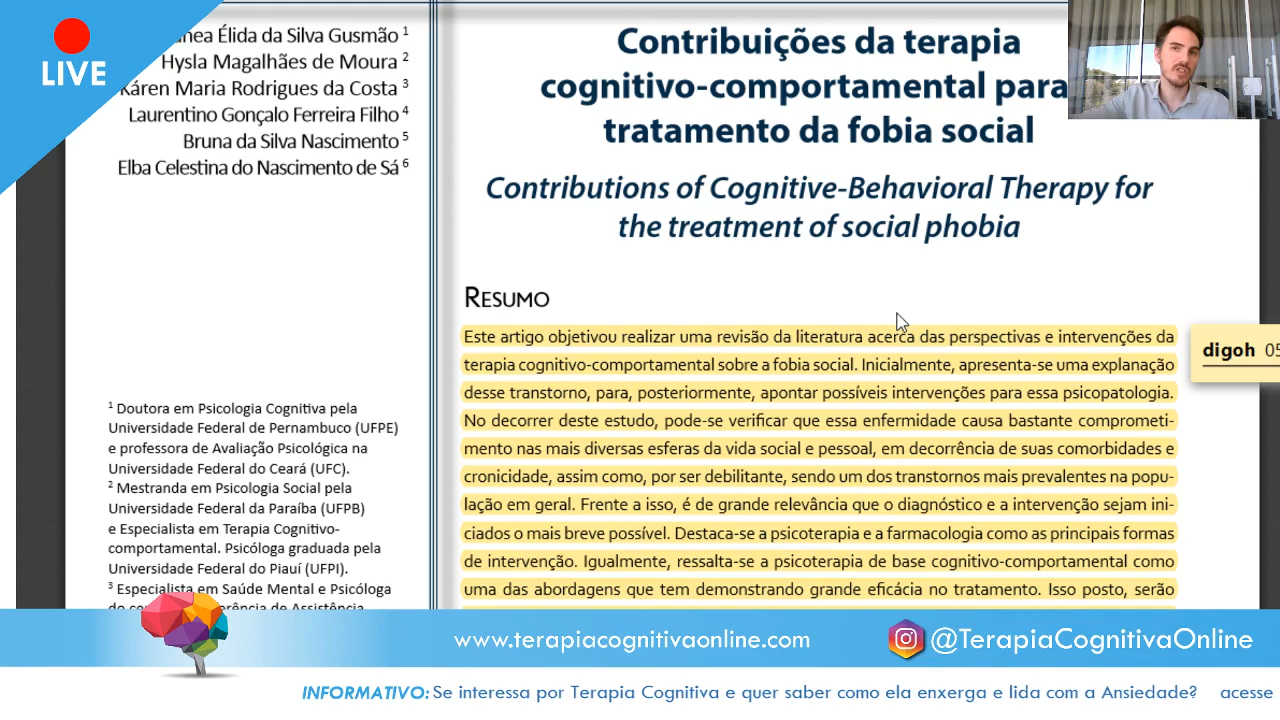 LIVE
Élida da Silva Gusmão 1
Hysla Magalhães de Moura 2
Káren Maria Rodrigues da Costa 3
Laurentino Gonçalo Ferreira Filho 4
Bruna da Silva Nascimento 5
Elba Celestina do Nascimento de Sá 6
1 Doutora em Psicologia Cognitiva pela
Universidade Federal de Pernambuco (UFPE)
e professora de Avaliação Psicológica na
Universidade Federal do Ceará (UFC).
2 Mestranda em Psicologia Social pela
Universidade Federal da Paraíba (UFPB)
e Especialista em Terapia Cognitivo-
comportamental. Psicóloga graduada pela
Universidade Federal do Piauí (UFPI).
3 Especialista em Saúde Mental e Psicóloga
de Assistência
Contribuições da terapia
cognitivo-comportamental para
tratamento da fobia social
Contributions of Cognitive-Behavioral Therapy for
the treatment of social phobia
RESUMO
Este artigo objetivou realizar uma revisão da literatura acerca das perspectivas e intervenções da
terapia cognitivo-comportamental sobre a fobia social. Inicialmente, apresenta-se uma explanação
desse transtorno, para, posteriormente, apontar possíveis intervenções para essa psicopatologia.
No decorrer deste estudo, pode-se verificar que essa enfermidade causa bastante comprometi-
mento nas mais diversas esferas da vida social e pessoal, em decorrência de suas comorbidades e
cronicidade, assim como, por ser debilitante, sendo um dos transtornos mais prevalentes na popu-
lação em geral. Frente a isso, é de grande relevância que o diagnóstico e a intervenção sejam ini-
ciados o mais breve possível. Destaca-se a psicoterapia e a farmacologia como as principais formas
de intervenção. Igualmente, ressalta-se a psicoterapia de base cognitivo-comportamental como
uma das abordagens que tem demonstrando grande eficácia no tratamento. Isso posto, serão
digoh 05
www.terapiacognitivaonline.com
@TerapiaCognitivaOnline
INFORMATIVO: Se interessa por Terapia Cognitiva e quer saber como ela enxerga e lida com a Ansiedade? acesse